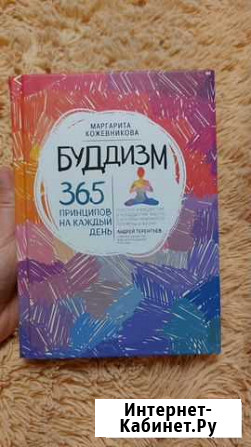 МАРГАРИТА
КОЖЕВНИКОВА
БУДДИЗМ
365
ПРИНЦИПОВ
НА КАЖДЫЙ
ДЕНЬ
АНДРЕЙ ТЕРЕНТЬЕВ
Интернет-
Кабинет.Ру